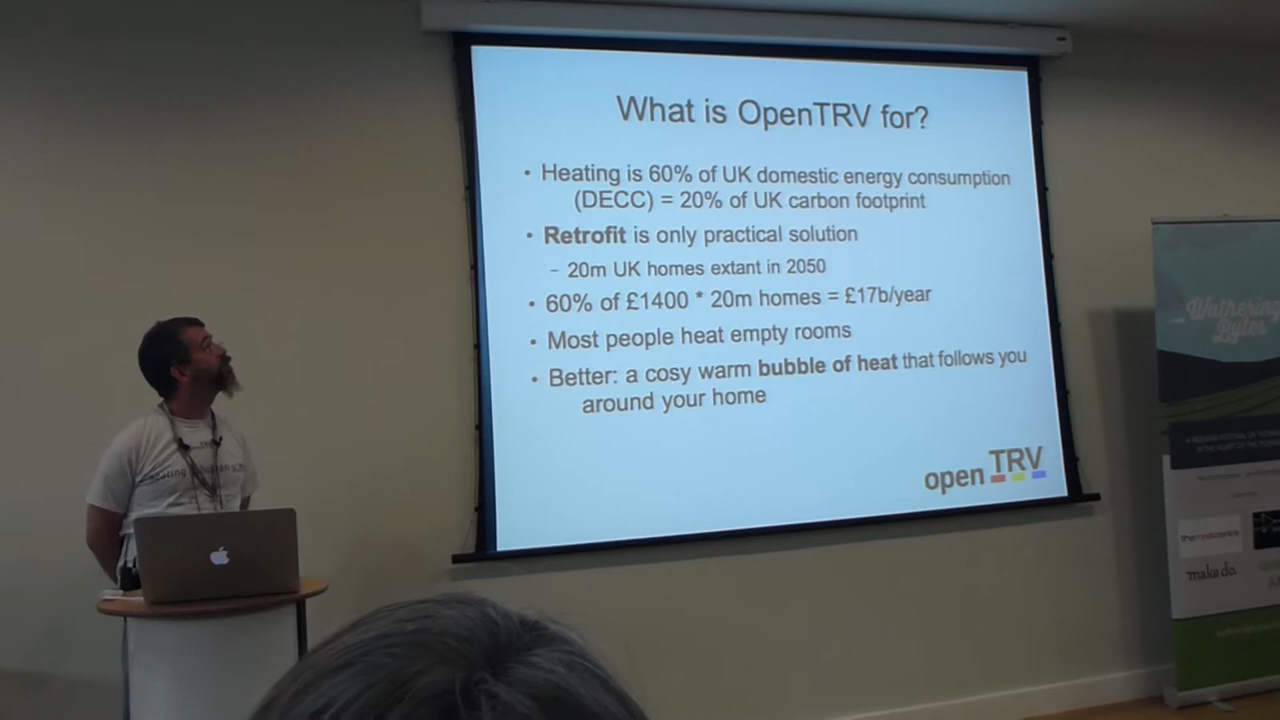 What is OpenTRV for?
• Heating is 60% of UK domestic energy consumption
(DECC) = 20% of UK carbon footprint
• Retrofit is only practical solution
– 20m UK homes extant in 2050
• 60% of £1400 * 20m homes = £17b/year
• Most people heat empty rooms
• Better: a cosy warm bubble of heat that follows you
around your home
open TRV
Wuthering
Bytes
themediacentre
make do.